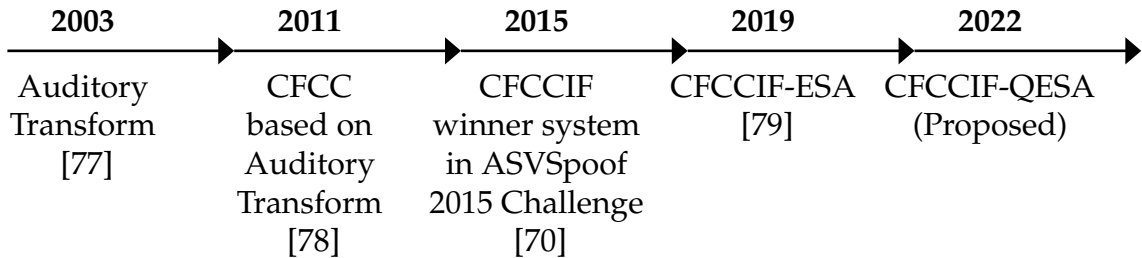 2003
2011
2015
2019
2022
Auditory
Transform
[77]
CFCC
based on
Auditory
Transform
[78]
CFCCIF
winner system
in ASVSpoof
2015 Challenge
[70]
CFCCIF-ESA
[79]
CFCCIF-QESA
(Proposed)